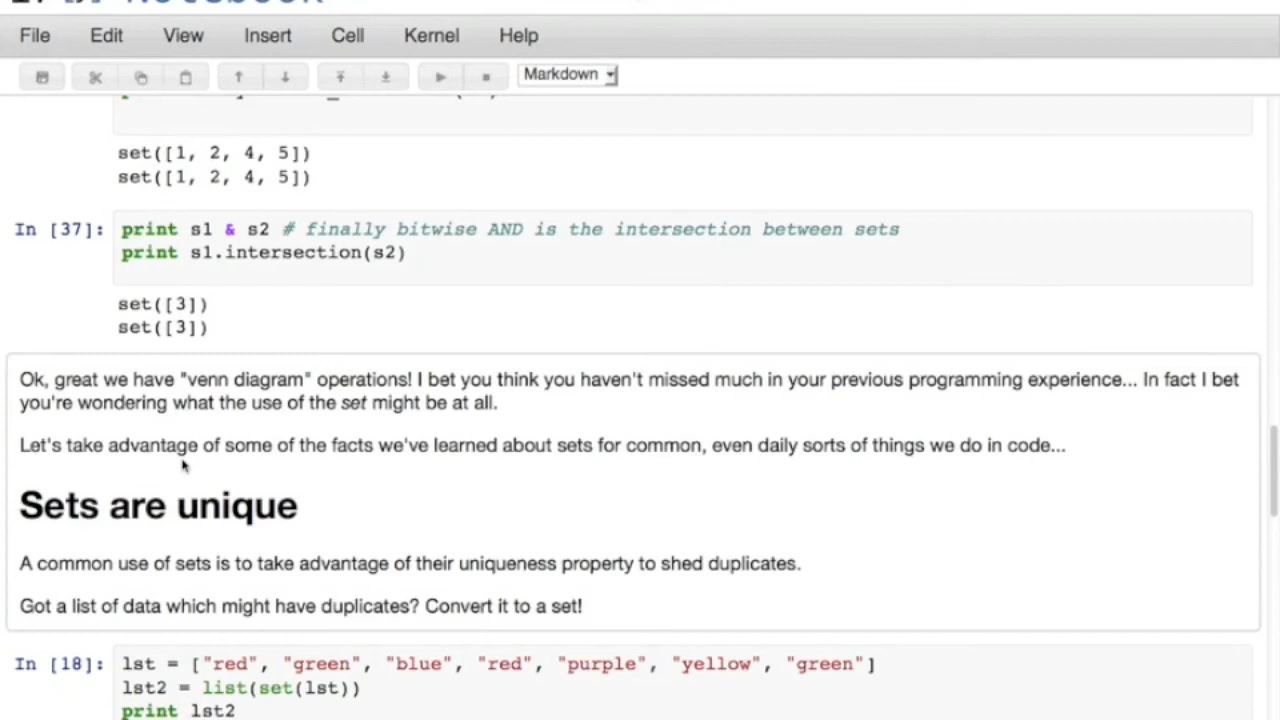 Notebook
File Edit View Insert Cell Kernel Help
Markdown
set([1, 2, 4, 5])
set([1, 2, 4, 5])
In [37]: print s1 & s2 # finally bitwise AND is the intersection between sets
print s1.intersection(s2)
set([3])
set([3])
Ok, great we have "venn diagram" operations! I bet you think you haven't missed much in your previous programming experience... In fact I bet
you're wondering what the use of the set might be at all.
Let's take advantage of some of the facts we've learned about sets for common, even daily sorts of things we do in code...
Sets are unique
A common use of sets is to take advantage of their uniqueness property to shed duplicates.
Got a list of data which might have duplicates? Convert it to a set!
In [18]: lst = ["red", "green", "blue", "red", "purple", "yellow", "green"]
lst2 = list(set(lst))
print lst2